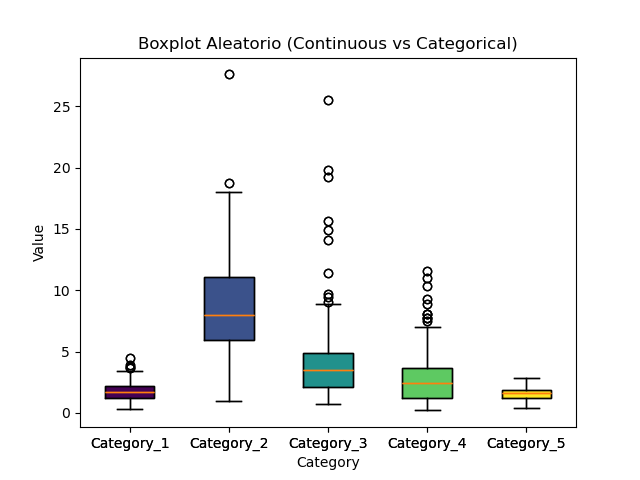 Boxplot Aleatorio (Continuous vs Categorical)
25
20
15
10
5
0
Value
Category_1 Category_2 Category_3 Category_4 Category_5
Category